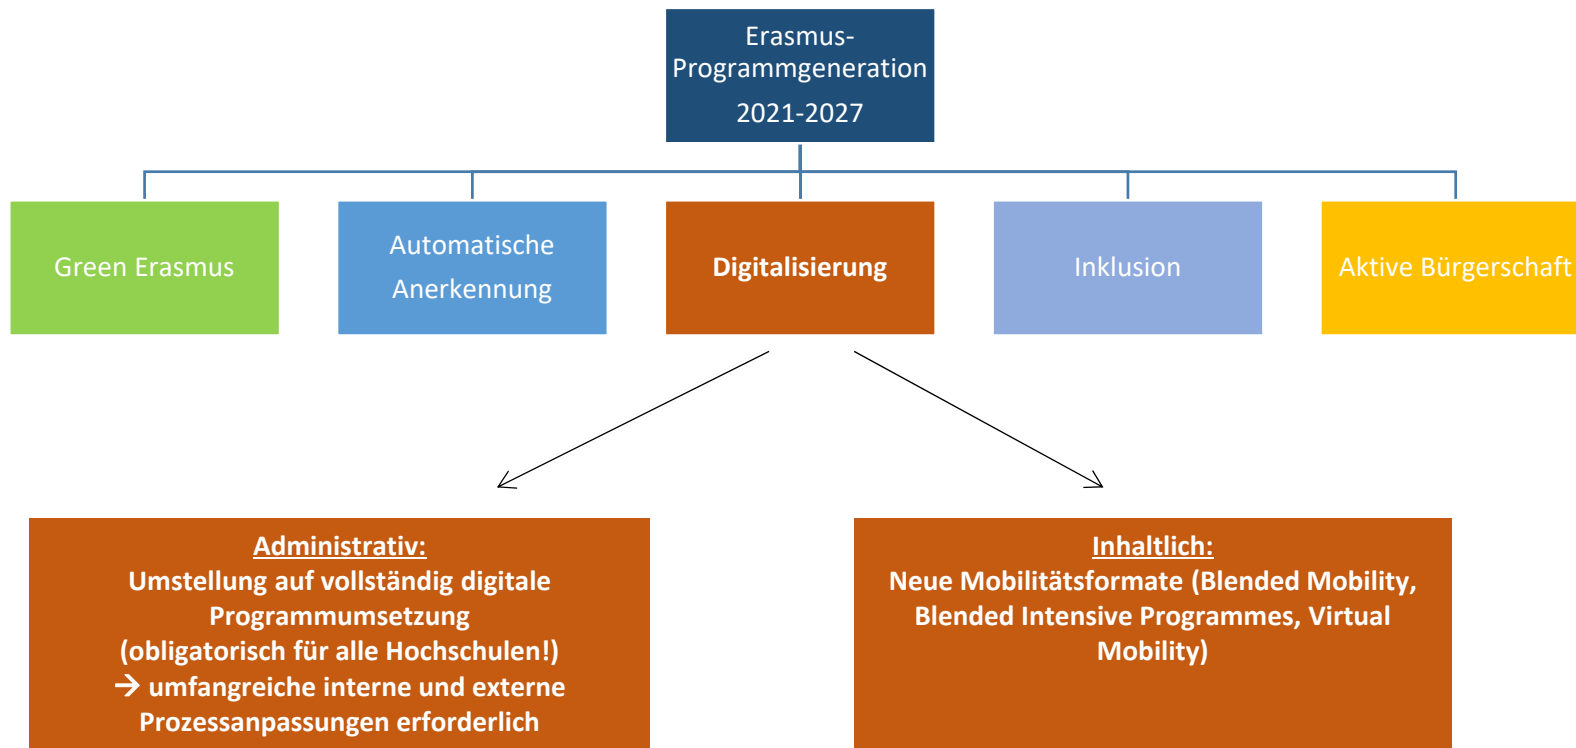 Erasmus-
Programmgeneration
2021-2027
Green Erasmus
Automatische
Anerkennung
Digitalisierung
Inklusion
Aktive Bürgerschaft
Administrativ:
Umstellung auf vollständig digitale
Programmumsetzung
(obligatorisch für alle Hochschulen!)
→ umfangreiche interne und externe
Prozessanpassungen erforderlich
Inhaltlich:
Neue Mobilitätsformate (Blended Mobility,
Blended Intensive Programmes, Virtual
Mobility)